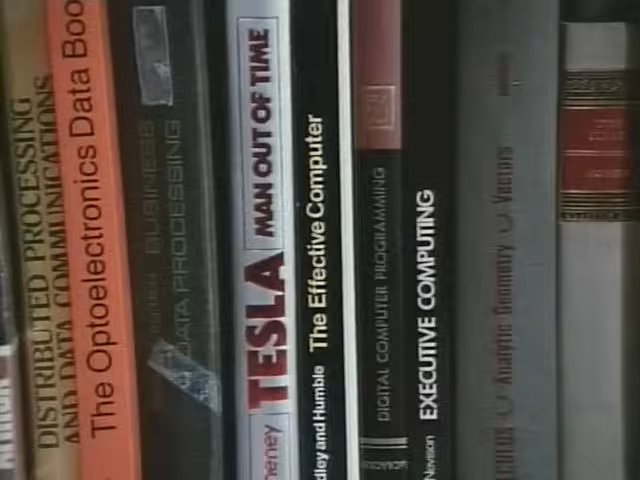 DISTRIBUTED PROCESSING
AND DATA COMMUNICATIONS
The Optoelectronics Data Boo
BUSINESS
DATA PROCESSING
heney TESLA MAN OUT OF TIME
dley and Humble The Effective Computer
DIGITAL COMPUTER PROGRAMMING
Nevison EXECUTIVE COMPUTING
Analytic Geometry Vectors